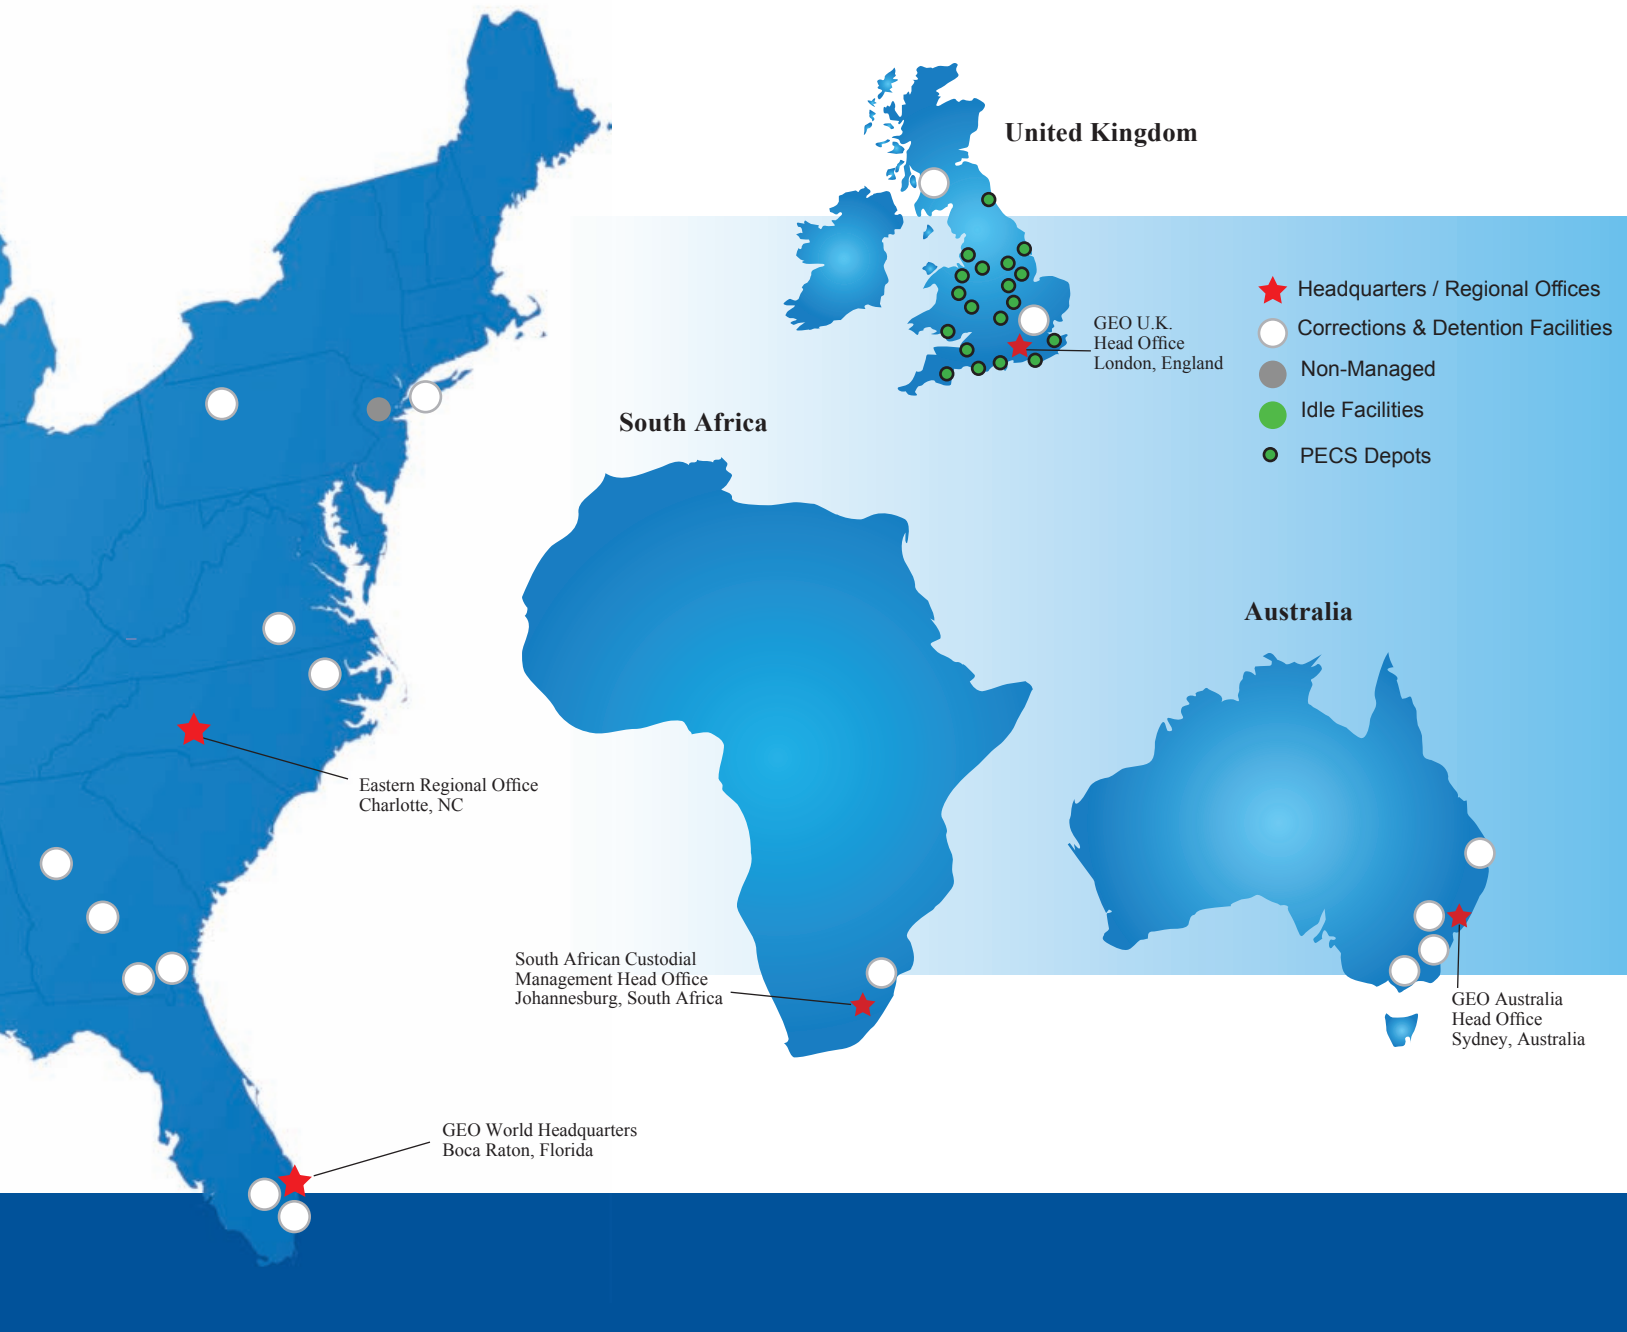 United Kingdom
Headquarters / Regional Offices
Corrections & Detention Facilities
Non-Managed
Idle Facilities
PECS Depots
GEO U.K.
Head Office
London, England
South Africa
Australia
Eastern Regional Office
Charlotte, NC
South African Custodial
Management Head Office
Johannesburg, South Africa
GEO Australia
Head Office
Sydney, Australia
GEO World Headquarters
Boca Raton, Florida